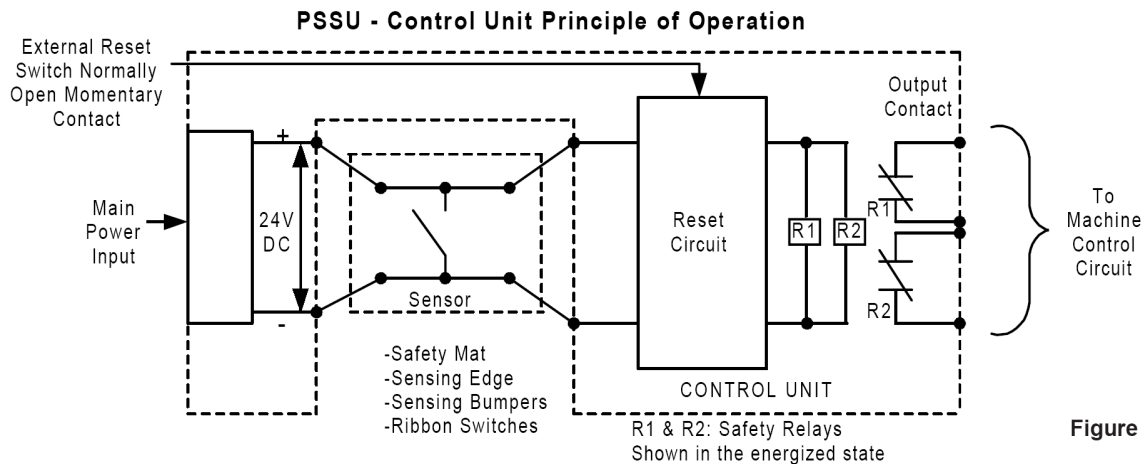 PSSU - Control Unit Principle of Operation
External Reset
Switch Normally
Open Momentary
Contact
Output
Contact
+
Main
Power
Input
24V
DC
-
Sensor
Reset
Circuit
R1
R2
R1
R2
To
Machine
Control
Circuit
-Safety Mat
-Sensing Edge
-Sensing Bumpers
-Ribbon Switches
CONTROL UNIT
R1 & R2: Safety Relays
Shown in the energized state
Figure